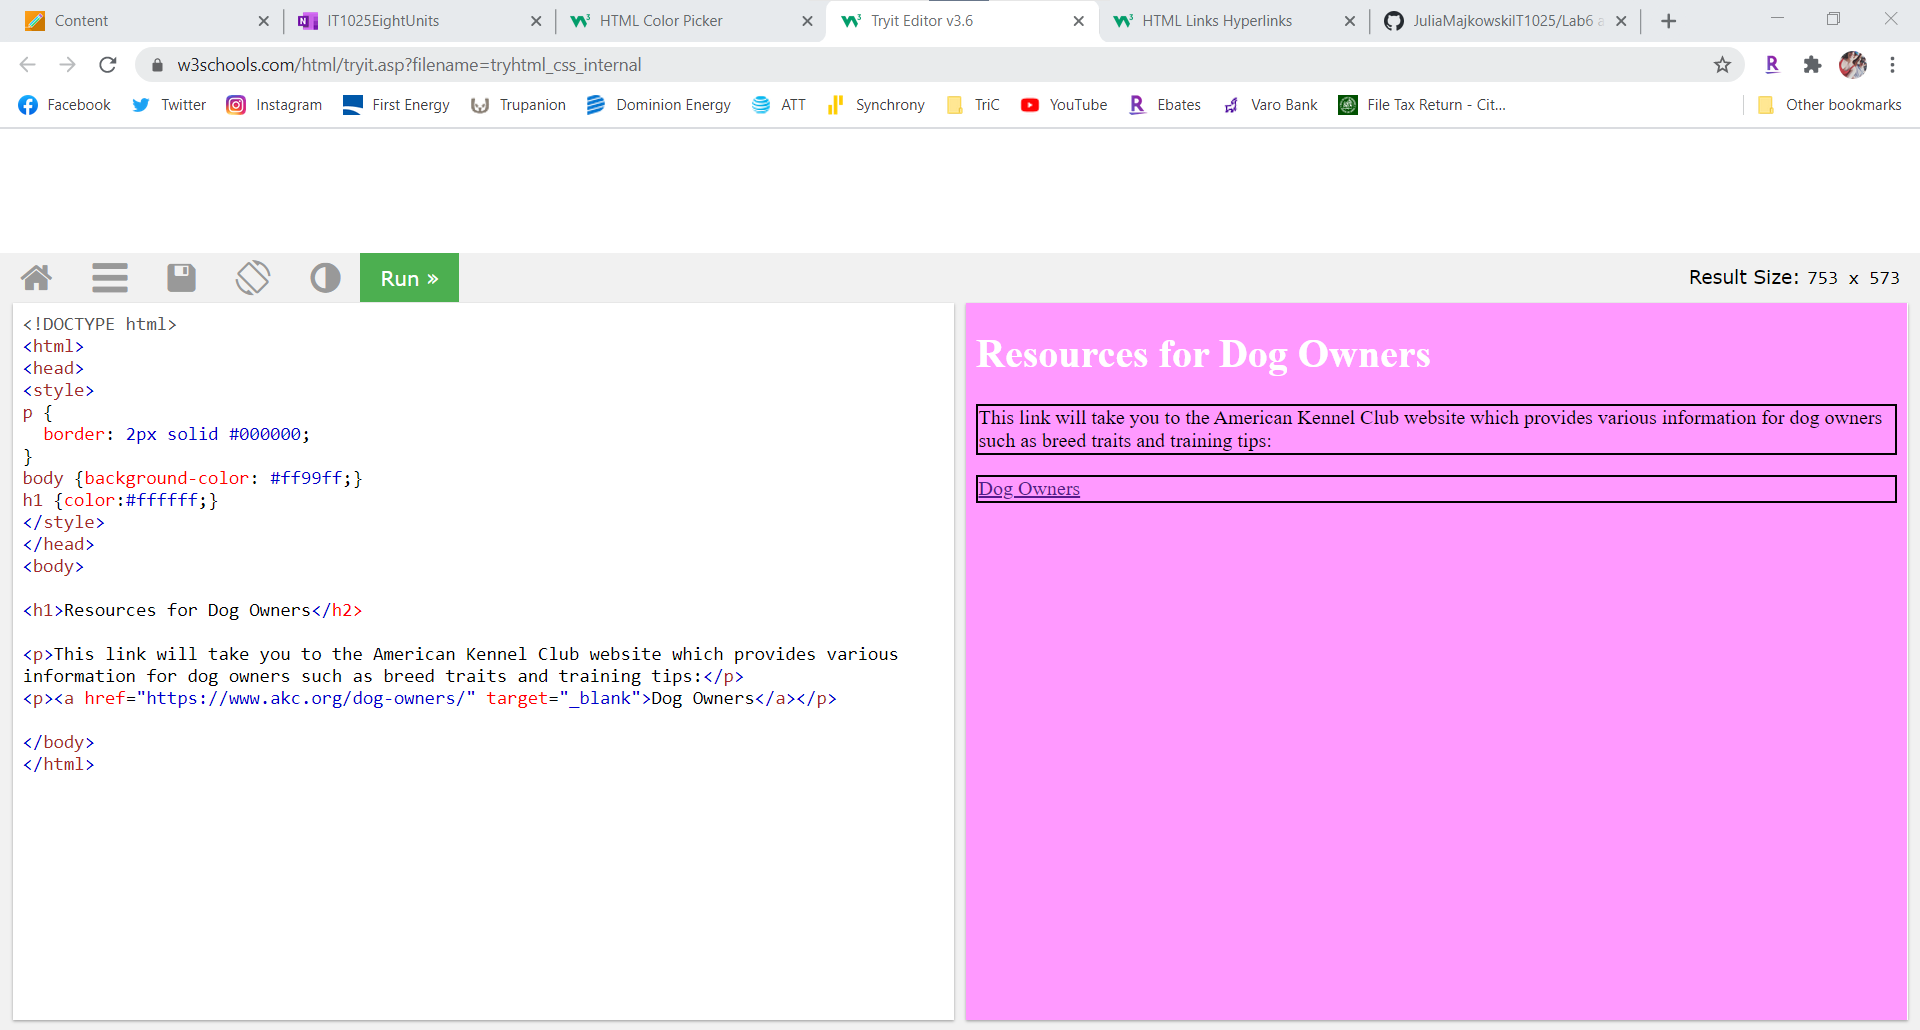 Content
IT1025EightUnits
HTML Color Picker
Tryit Editor v3.6
HTML Links Hyperlinks
JuliaMajkowskiIT1025/Lab6 a
w3schools.com/html/tryit.asp?filename=tryhtml_css_internal
Facebook Twitter Instagram First Energy Trupanion Dominion Energy ATT Synchrony TriC YouTube Ebates Varo Bank File Tax Return - Cit... Other bookmarks
Run »
Result Size: 753 x 573
<!DOCTYPE html>
<html>
<head>
<style>
p {
  border: 2px solid #000000;
}
body {background-color: #ff99ff;}
h1 {color:#ffffff;}
</style>
</head>
<body>
<h1>Resources for Dog Owners</h2>
<p>This link will take you to the American Kennel Club website which provides various
information for dog owners such as breed traits and training tips:</p>
<p><a href="https://www.akc.org/dog-owners/" target="_blank">Dog Owners</a></p>
</body>
</html>
Resources for Dog Owners
This link will take you to the American Kennel Club website which provides various information for dog owners
such as breed traits and training tips:
Dog Owners